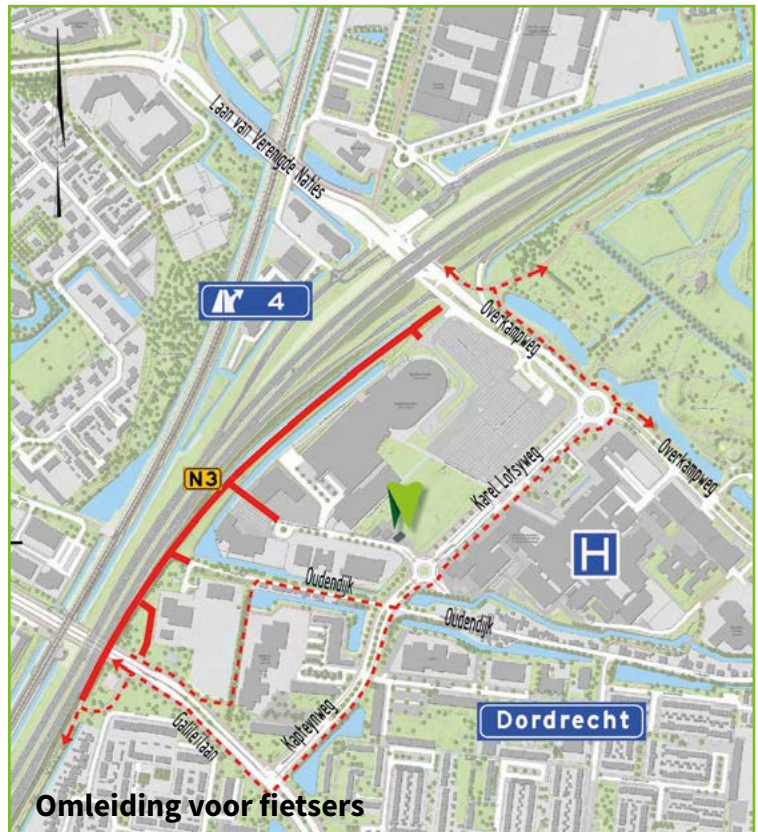 Laan van Verenigde Naties
4
Overkampweg
N3
Karel Lotsyweg
Overkampweg
H
Oudendijk
Oudendijk
Kapteynweg
Dordrecht
Galileïlaan
Omleiding voor fietsers